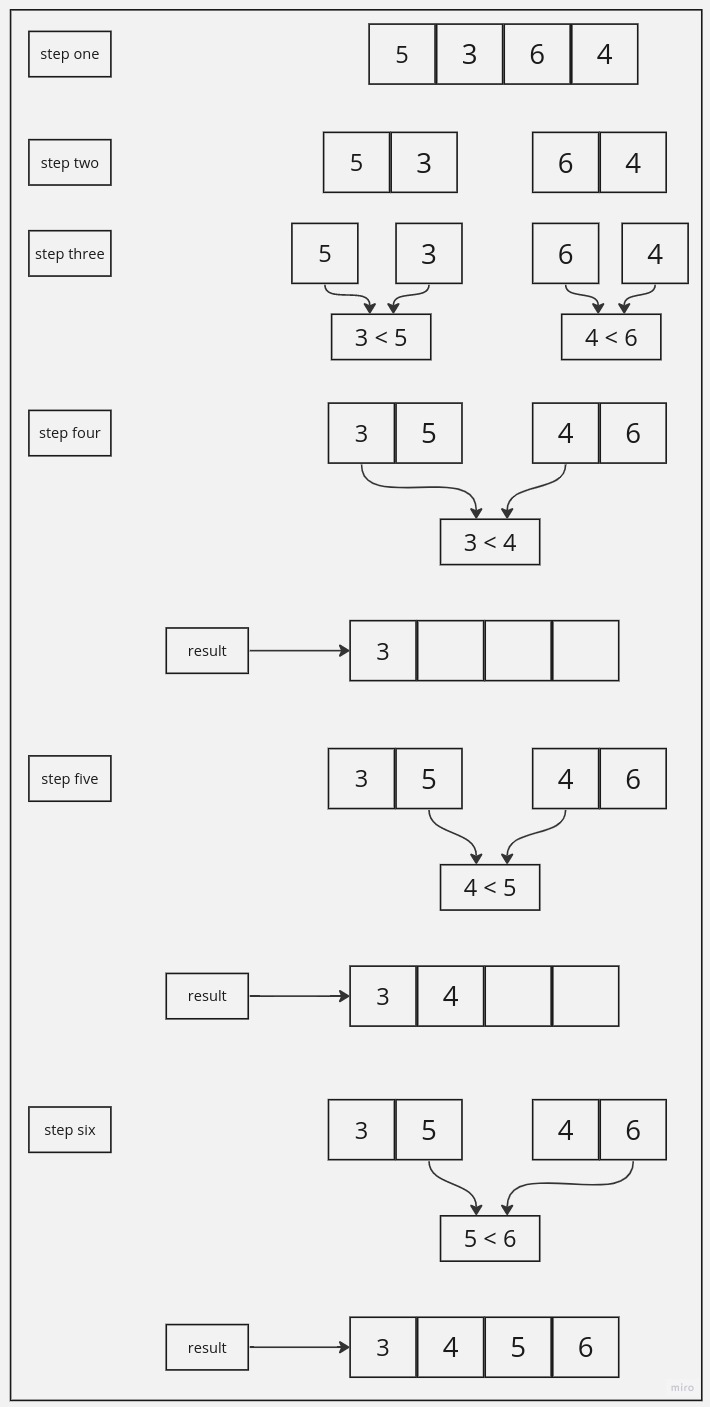 step one
5 3 6 4
step two
5 3 6 4
step three
5 3 6 4
3 < 5 4 < 6
step four
3 5 4 6
3 < 4
result
3
step five
3 5 4 6
4 < 5
result
3 4
step six
3 5 4 6
5 < 6
result
3 4 5 6
miro